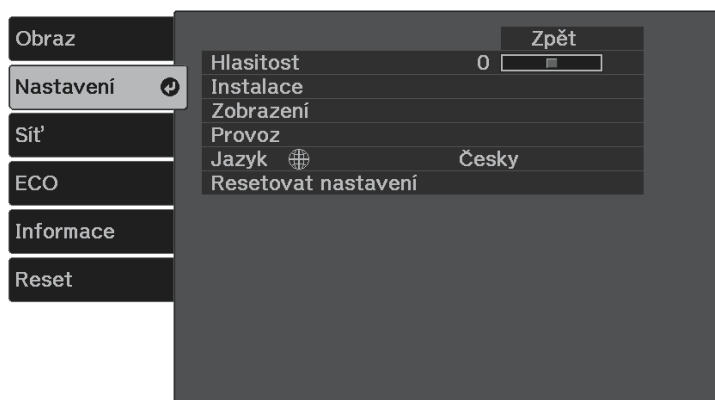 Obraz
Nastavení
Síť
ECO
Informace
Reset
Zpět
Hlasitost 0
Instalace
Zobrazení
Provoz
Jazyk Česky
Resetovat nastavení